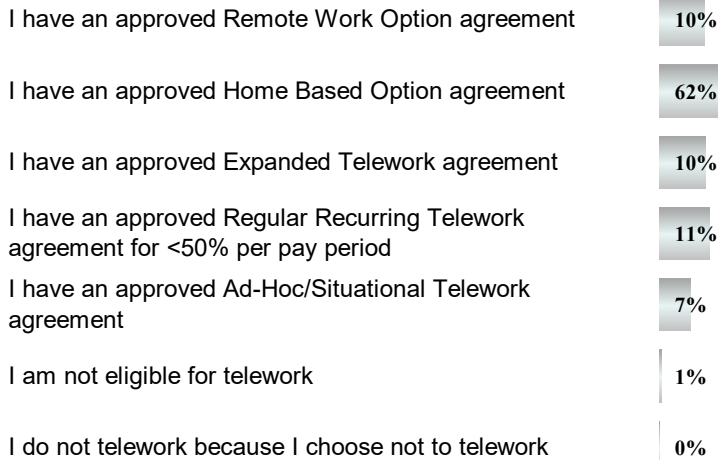 I have an approved Remote Work Option agreement 10%
I have an approved Home Based Option agreement 62%
I have an approved Expanded Telework agreement 10%
I have an approved Regular Recurring Telework
agreement for <50% per pay period 11%
I have an approved Ad-Hoc/Situational Telework
agreement 7%
I am not eligible for telework 1%
I do not telework because I choose not to telework 0%